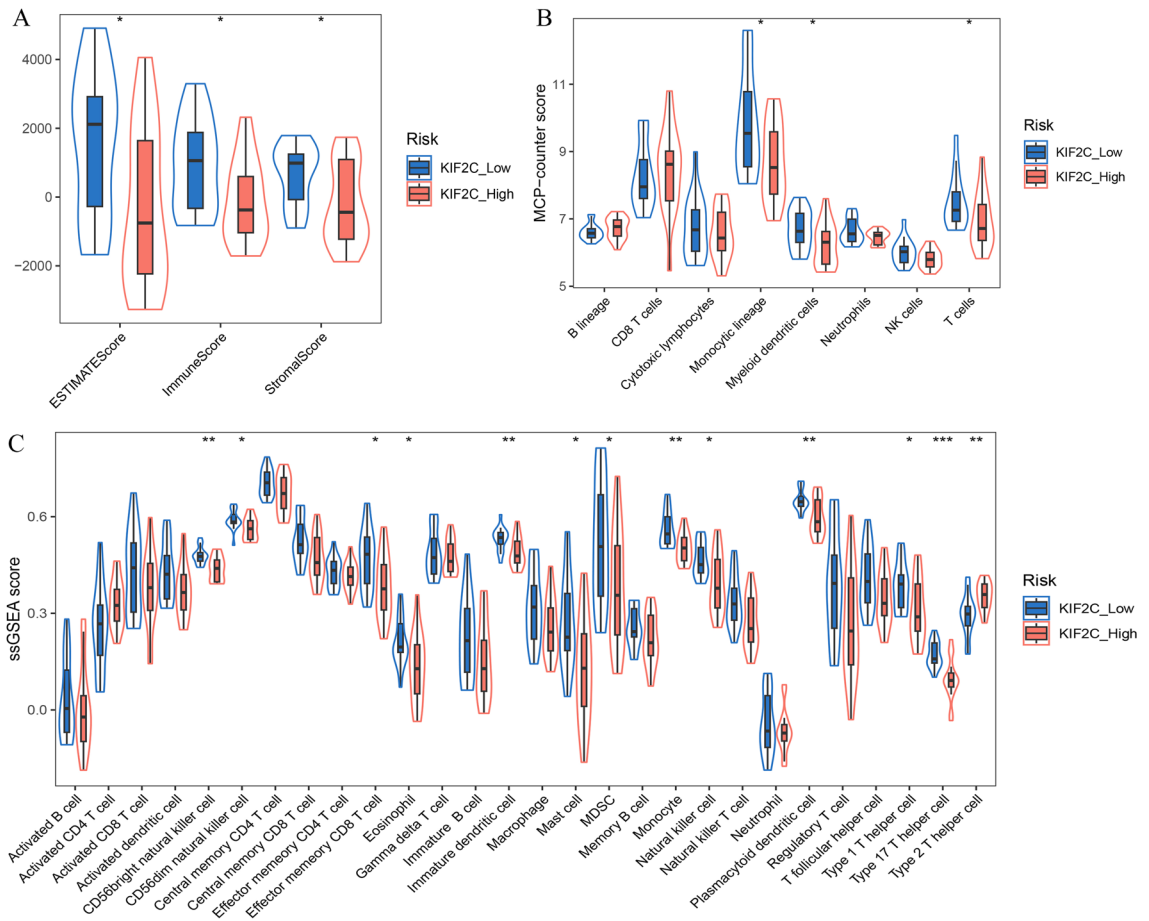 A
* * *
4000
2000
0
−2000
ESTIMATEScore
ImmuneScore
StromalScore
Risk
KIF2C_Low
KIF2C_High
B
* * *
MCP−counter score
11
9
7
5
B lineage
CD8 T cells
Cytotoxic lymphocytes
Monocytic lineage
Myeloid dendritic cells
Neutrophils
NK cells
T cells
Risk
KIF2C_Low
KIF2C_High
C
** * * * ** * * ** * ** * *** **
ssGSEA score
0.6
0.3
0.0
Activated B cell
Activated CD4 T cell
Activated CD8 T cell
Activated dendritic cell
CD56bright natural killer cell
CD56dim natural killer cell
Central memory CD4 T cell
Central memory CD8 T cell
Effector memory CD4 T cell
Effector memeory CD8 T cell
Eosinophil
Gamma delta T cell
Immature B cell
Immature dendritic cell
Macrophage
Mast cell
MDSC
Memory B cell
Monocyte
Natural killer cell
Natural killer T cell
Neutrophil
Plasmacytoid dendritic cell
Regulatory T cell
T follicular helper cell
Type 1 T helper cell
Type 17 T helper cell
Type 2 T helper cell
Risk
KIF2C_Low
KIF2C_High